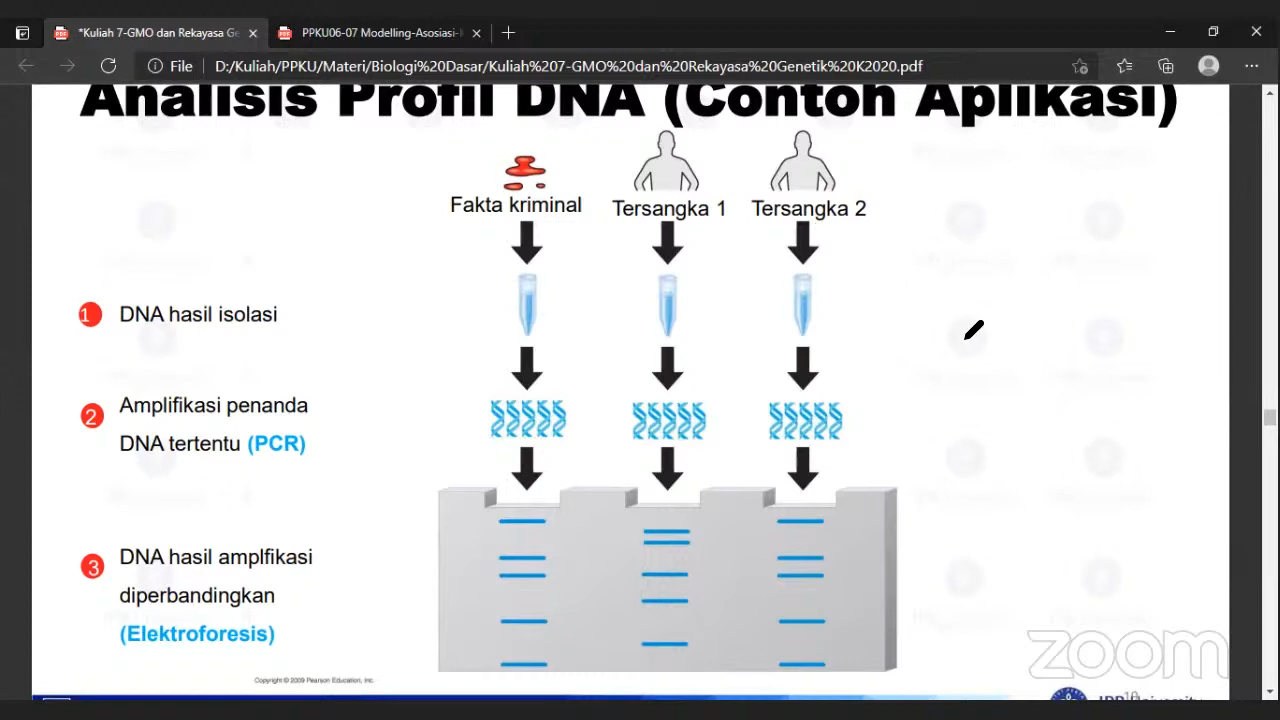 *Kuliah 7-GMO dan Rekayasa Ge
PPKU06-07 Modelling-Asosiasi-
File
D:/Kuliah/PPKU/Materi/Biologi%20Dasar/Kuliah%207-GMO%20dan%20Rekayasa%20Genetik%20K2020.pdf
Analisis Profil DNA (Contoh Aplikasi)
Fakta kriminal
Tersangka 1
Tersangka 2
1 DNA hasil isolasi
2 Amplifikasi penanda
DNA tertentu (PCR)
3 DNA hasil amplfikasi
diperbandingkan
(Elektroforesis)
zoom
Copyright © 2009 Pearson Education, Inc.
IPB University